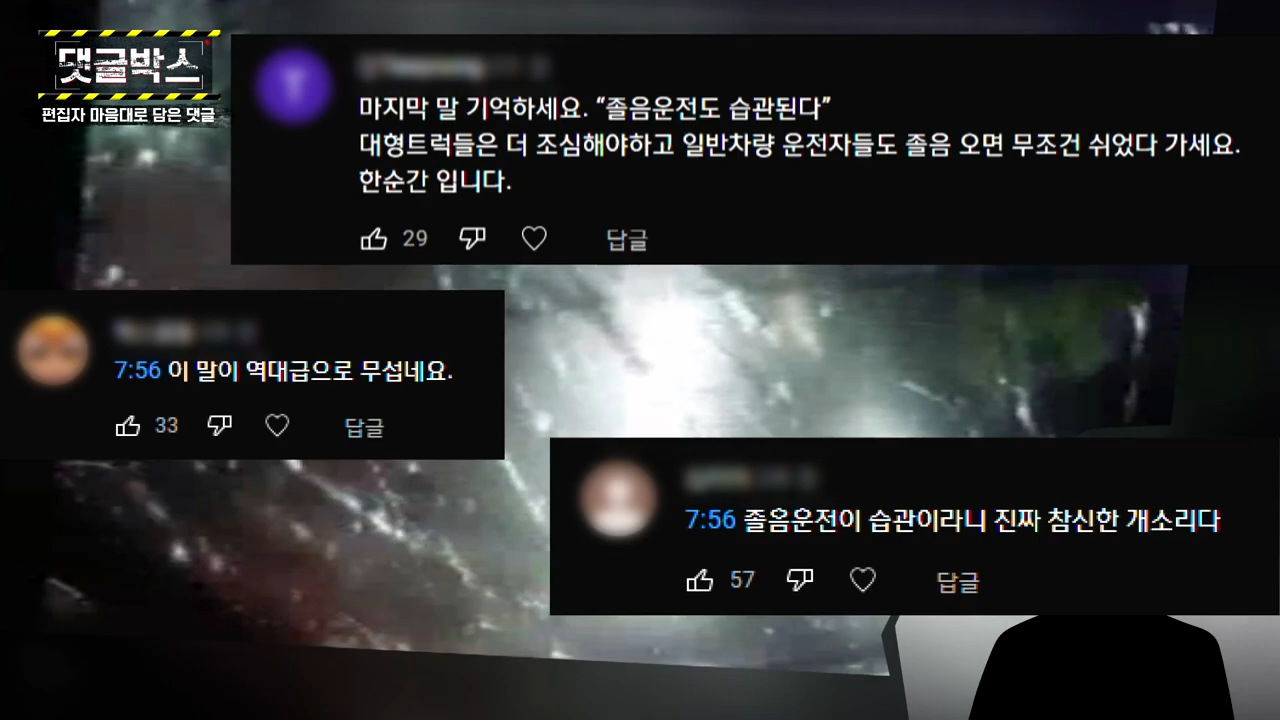 댓글박스
편집자 마음대로 담은 댓글
T
마지막 말 기억하세요. “졸음운전도 습관된다”
대형트럭들은 더 조심해야하고 일반차량 운전자들도 졸음 오면 무조건 쉬었다 가세요.
한순간 입니다.
29 답글
7:56 이 말이 역대급으로 무섭네요.
33 답글
7:56 졸음운전이 습관이라니 진짜 참신한 개소리다
57 답글